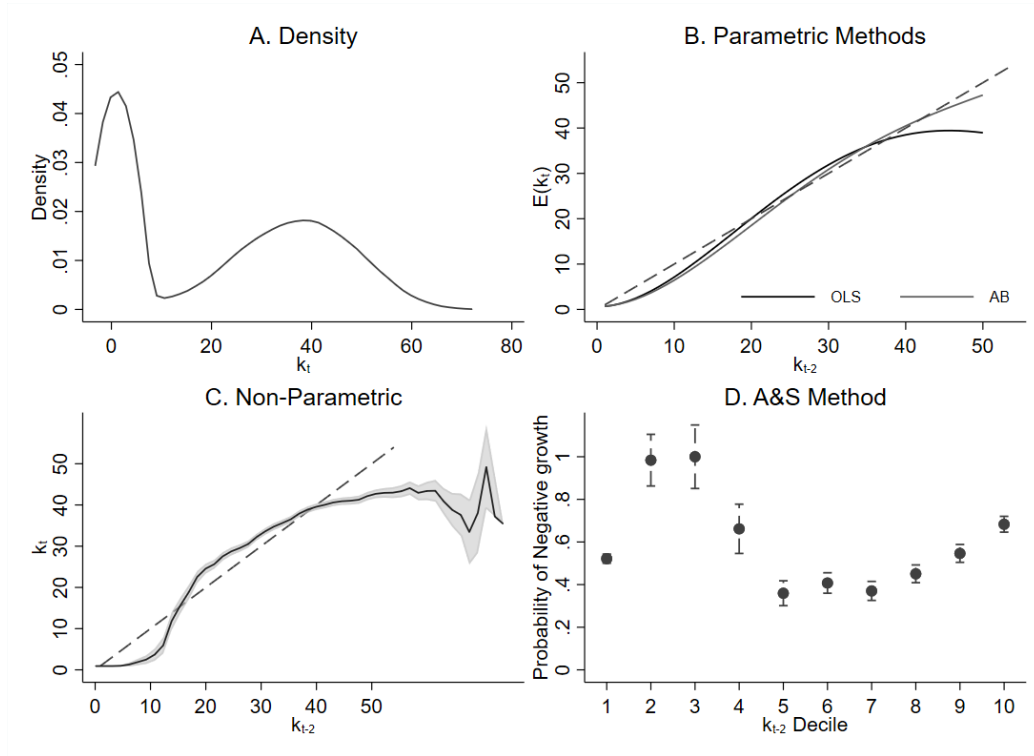 A. Density
Density
0 .01 .02 .03 .04 .05
0 20 40 60 80
kₜ
B. Parametric Methods
E(kₜ)
0 10 20 30 40 50
OLS AB
0 10 20 30 40 50
kₜ₋₂
C. Non-Parametric
kₜ
0 10 20 30 40 50
0 10 20 30 40 50
kₜ₋₂
D. A&S Method
Probability of Negative growth
0 .2 .4 .6 .8 1
1 2 3 4 5 6 7 8 9 10
kₜ₋₂ Decile